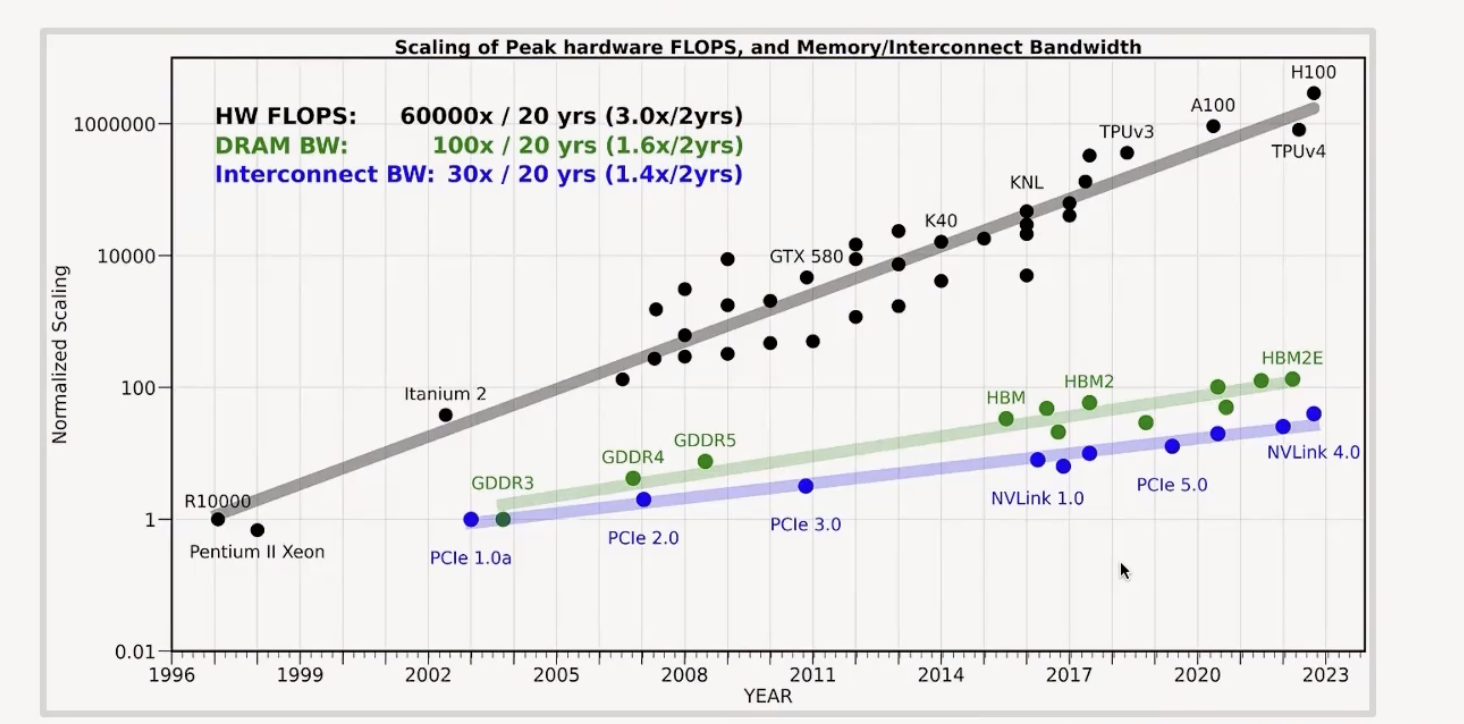 Scaling of Peak hardware FLOPS, and Memory/Interconnect Bandwidth
HW FLOPS: 60000x / 20 yrs (3.0x/2yrs)
DRAM BW: 100x / 20 yrs (1.6x/2yrs)
Interconnect BW: 30x / 20 yrs (1.4x/2yrs)
H100
A100
TPUv3
TPUv4
KNL
K40
GTX 580
Itanium 2
R10000
Pentium II Xeon
HBM2E
HBM2
HBM
GDDR5
GDDR4
GDDR3
NVLink 4.0
PCIe 5.0
NVLink 1.0
PCIe 3.0
PCIe 2.0
PCIe 1.0a
Normalized Scaling
1000000
10000
100
1
0.01
1996 1999 2002 2005 2008 2011 2014 2017 2020 2023
YEAR